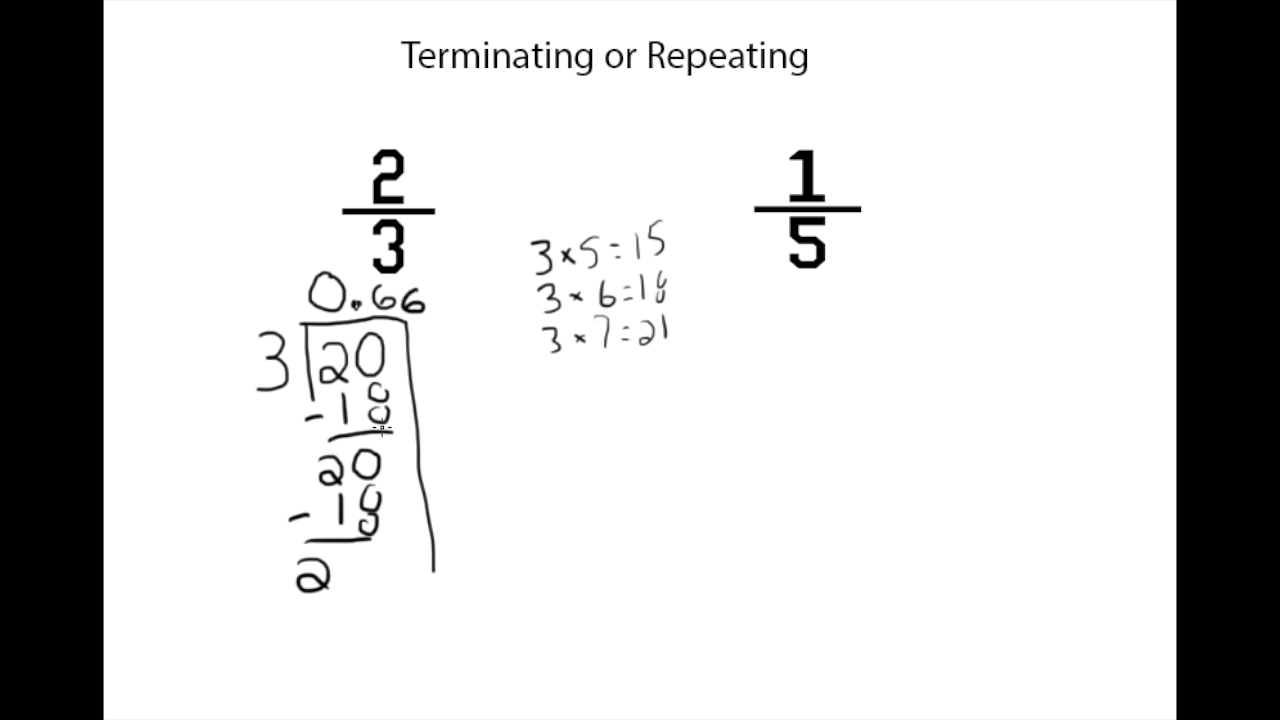 Terminating or Repeating
2
3
0.66
3 20
- 18
20
- 18
2
3 × 5 = 15
3 × 6 = 18
3 × 7 = 21
1
5